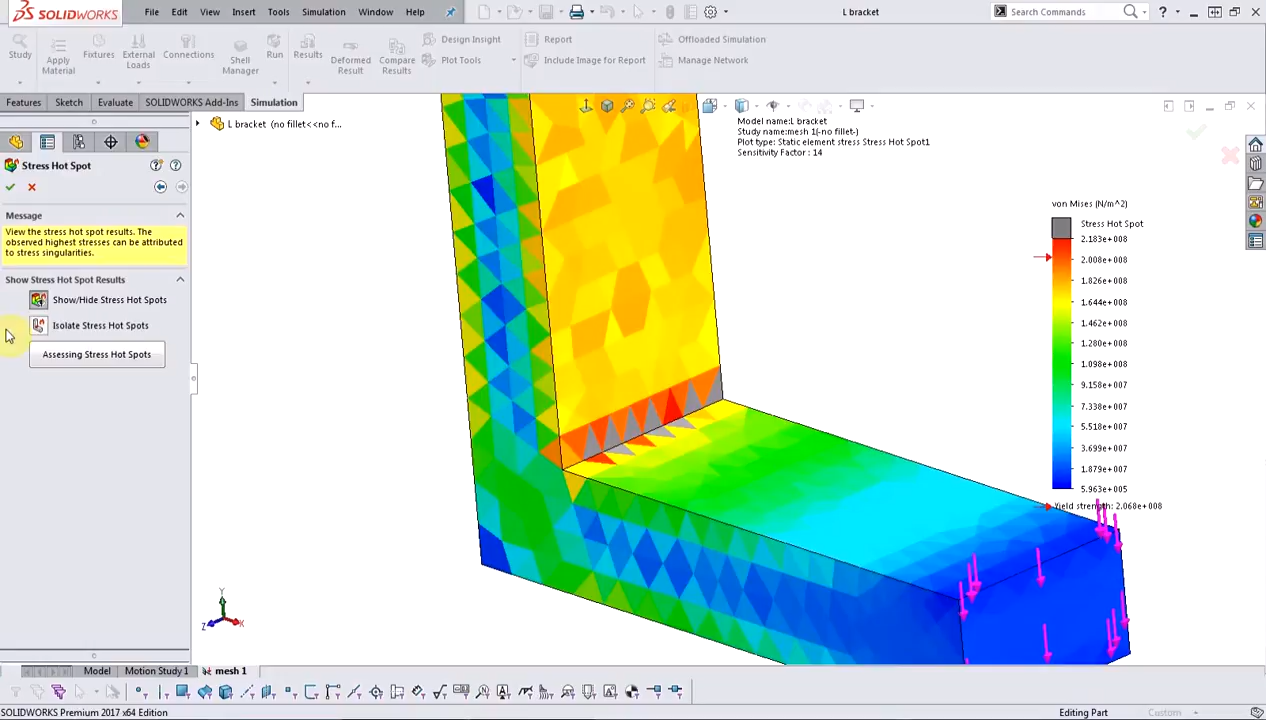 SOLIDWORKS
File Edit View Insert Tools Simulation Window Help
L bracket
Search Commands
Study
Apply Material
Fixtures
External Loads
Connections
Shell Manager
Run
Results
Deformed Result
Compare Results
Design Insight
Plot Tools
Report
Include Image for Report
Offloaded Simulation
Manage Network
Features Sketch Evaluate SOLIDWORKS Add-Ins Simulation
L bracket (no fillet<<no f...
Stress Hot Spot
Message
View the stress hot spot results. The
observed highest stresses can be attributed
to stress singularities.
Show Stress Hot Spot Results
Show/Hide Stress Hot Spots
Isolate Stress Hot Spots
Assessing Stress Hot Spots
Model name:L bracket
Study name:mesh 1(-no fillet-)
Plot type: Static element stress Stress Hot Spot1
Sensitivity Factor : 14
von Mises (N/m^2)
Stress Hot Spot
2.183e+008
2.008e+008
1.826e+008
1.644e+008
1.462e+008
1.280e+008
1.097e+008
9.158e+007
7.338e+007
5.518e+007
3.699e+007
1.879e+007
5.963e+005
Yield strength: 2.068e+008
Y
Z
X
Model Motion Study 1 mesh 1
SOLIDWORKS Premium 2017 x64 Edition
Editing Part
Custom